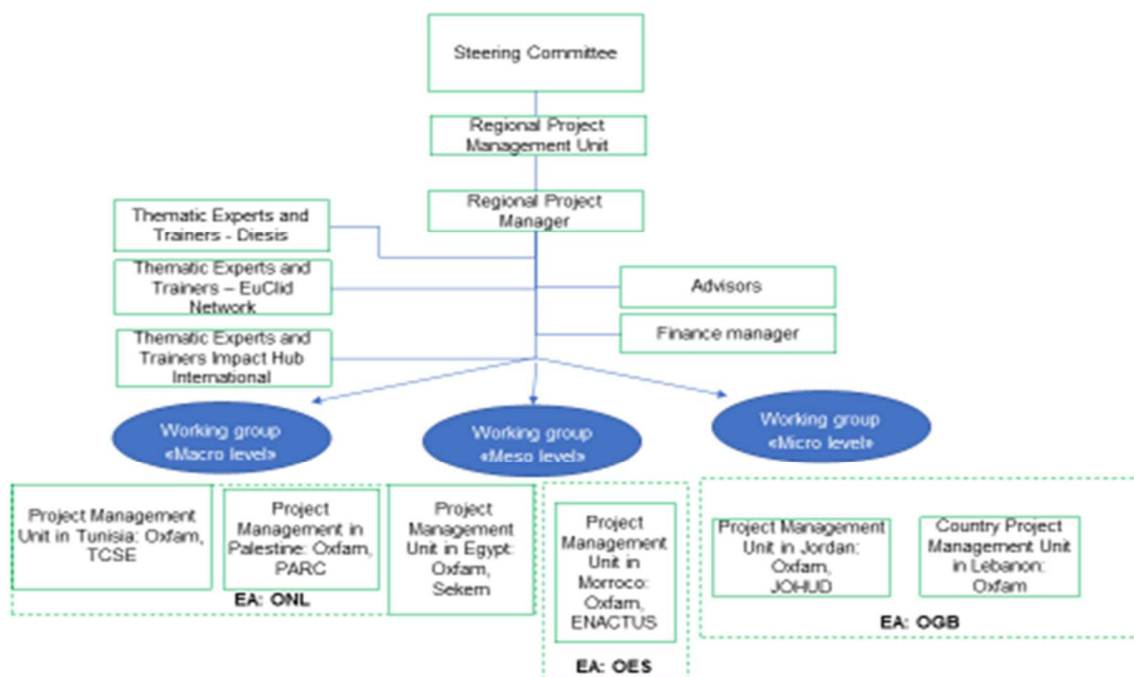 Steering Committee
Regional Project
Management Unit
Regional Project
Manager
Thematic Experts and
Trainers - Diesis
Thematic Experts and
Trainers – EuClid
Network
Thematic Experts and
Trainers Impact Hub
International
Advisors
Finance manager
Working group
«Macro level»
Working group
«Meso level»
Working group
«Micro level»
Project Management
Unit in Tunisia: Oxfam,
TCSE
Project
Management in
Palestine: Oxfam,
PARC
EA: ONL
Project
Management
Unit in Egypt:
Oxfam,
Sekem
Project
Management
Unit in
Morroco:
Oxfam,
ENACTUS
EA: OES
Project Management
Unit in Jordan:
Oxfam,
JOHUD
Country Project
Management Unit
in Lebanon:
Oxfam
EA: OGB